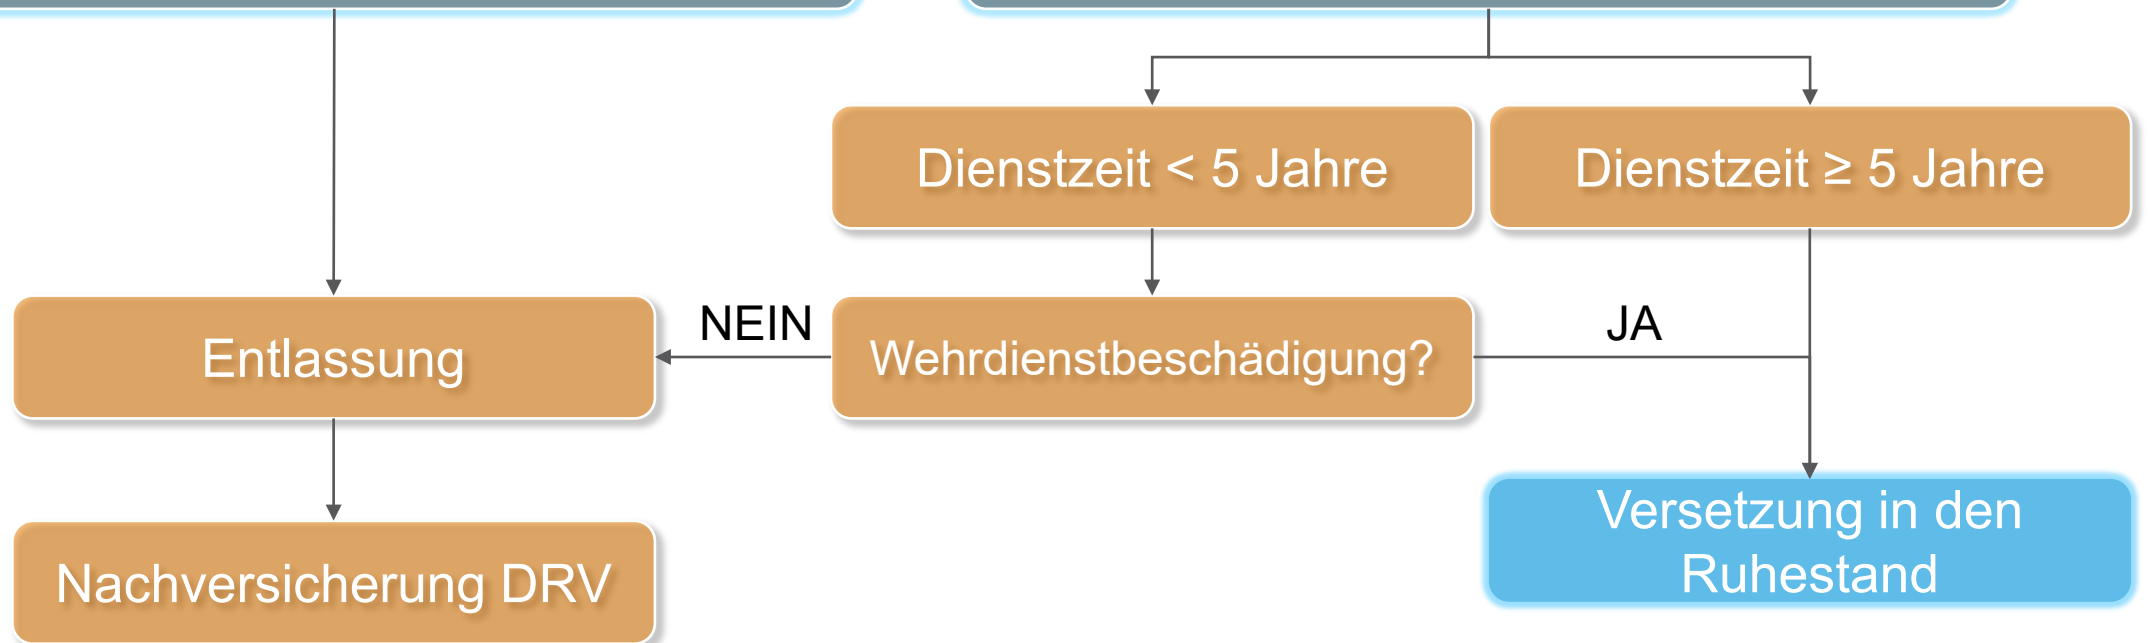 Dienstzeit < 5 Jahre
Dienstzeit ≥ 5 Jahre
Entlassung
NEIN
Wehrdienstbeschädigung?
JA
Versetzung in den
Ruhestand
Nachversicherung DRV